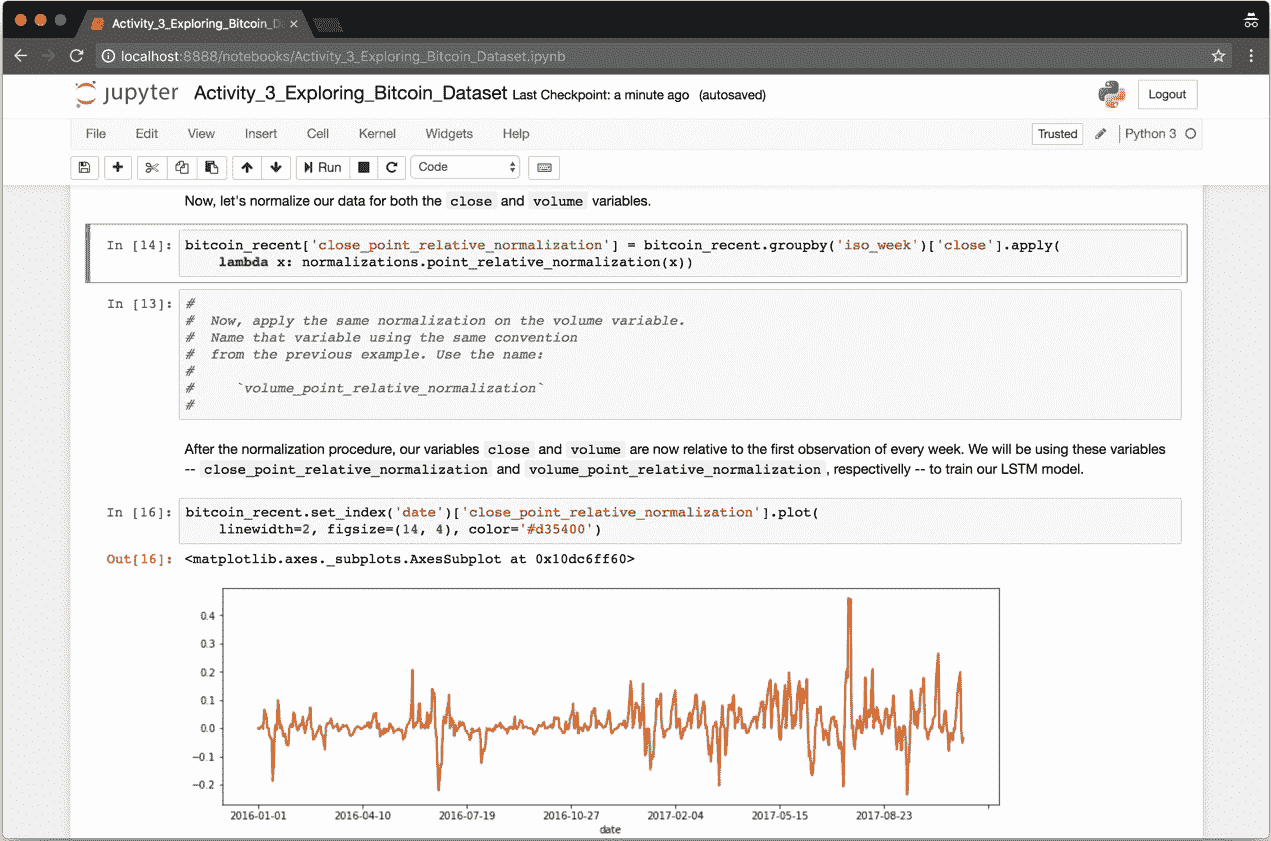 Activity_3_Exploring_Bitcoin_D
localhost:8888/notebooks/Activity_3_Exploring_Bitcoin_Dataset.ipynb
jupyter Activity_3_Exploring_Bitcoin_Dataset Last Checkpoint: a minute ago (autosaved)
Logout
File Edit View Insert Cell Kernel Widgets Help Trusted Python 3
Run Code
Now, let's normalize our data for both the close and volume variables.
In [14]: bitcoin_recent['close_point_relative_normalization'] = bitcoin_recent.groupby('iso_week')['close'].apply(
lambda x: normalizations.point_relative_normalization(x))
In [13]: #
# Now, apply the same normalization on the volume variable.
# Name that variable using the same convention
# from the previous example. Use the name:
#
# `volume_point_relative_normalization`
#
After the normalization procedure, our variables close and volume are now relative to the first observation of every week. We will be using these variables
-- close_point_relative_normalization and volume_point_relative_normalization , respectivelly -- to train our LSTM model.
In [16]: bitcoin_recent.set_index('date')['close_point_relative_normalization'].plot(
linewidth=2, figsize=(14, 4), color='#d35400')
Out[16]: <matplotlib.axes._subplots.AxesSubplot at 0x10dc6ff60>
0.4
0.3
0.2
0.1
0.0
−0.1
−0.2
2016-01-01 2016-04-10 2016-07-19 2016-10-27 2017-02-04 2017-05-15 2017-08-23
date